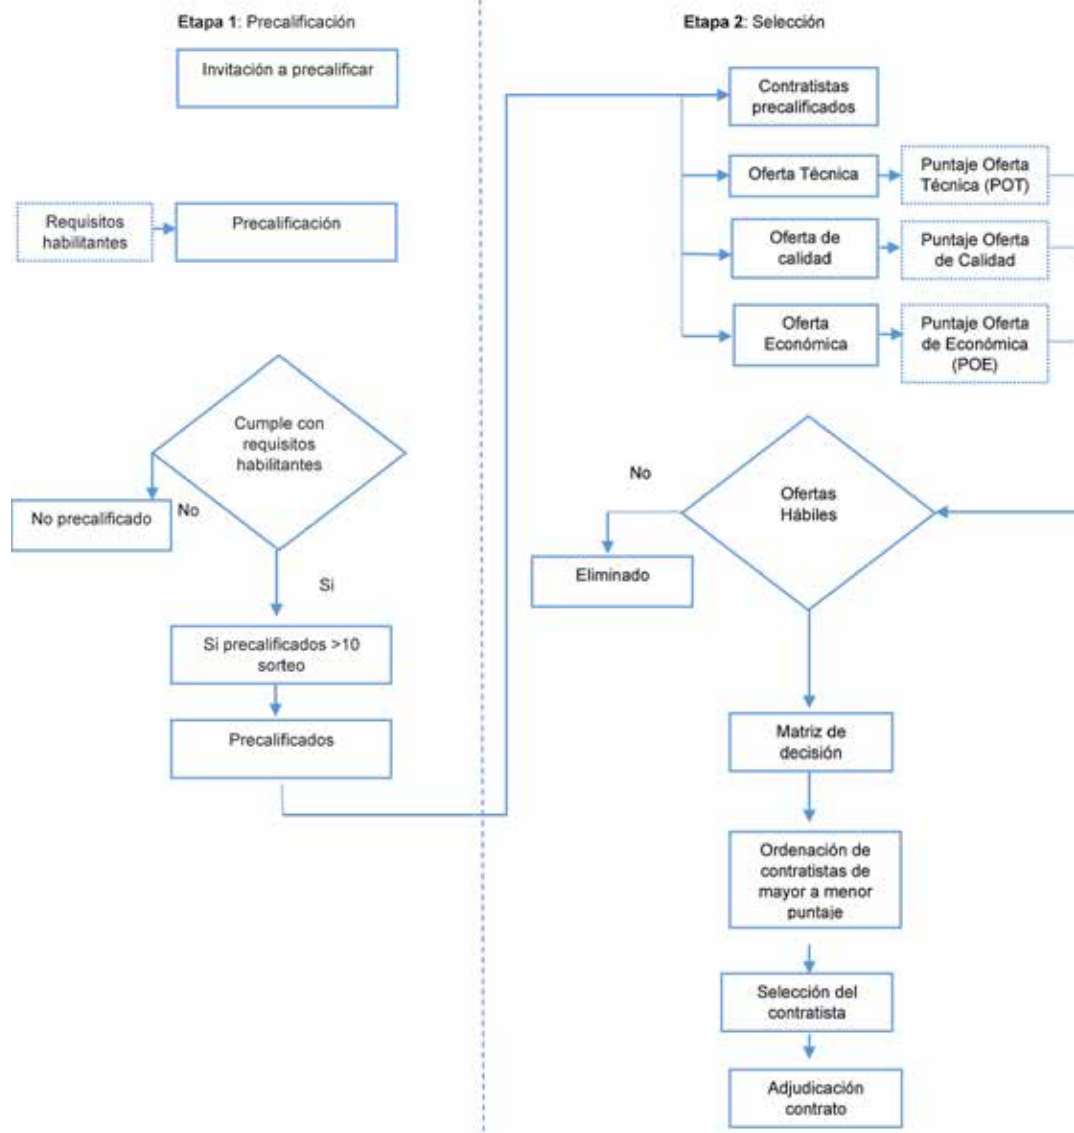 Etapa 1: Precalificación
Invitación a precalificar
Requisitos
habilitantes
Precalificación
Cumple con
requisitos
habilitantes
No
No precalificado
Si
Si precalificados >10
sorteo
Precalificados
Etapa 2: Selección
Contratistas
precalificados
Oferta Técnica
Puntaje Oferta
Técnica (POT)
Oferta de
calidad
Puntaje Oferta
de Calidad
Oferta
Económica
Puntaje Oferta
de Económica
(POE)
Ofertas
Hábiles
No
Eliminado
Matriz de
decisión
Ordenación de
contratistas de
mayor a menor
puntaje
Selección del
contratista
Adjudicación
contrato